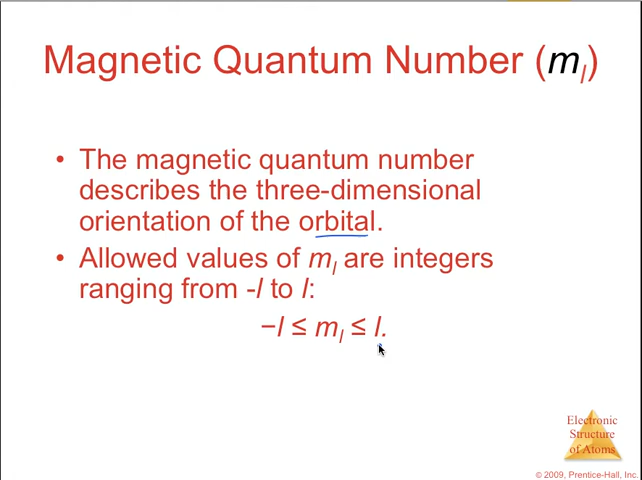 Magnetic Quantum Number (mₗ)
• The magnetic quantum number
describes the three-dimensional
orientation of the orbital.
• Allowed values of mₗ are integers
ranging from -l to l:
−l ≤ mₗ ≤ l.
Electronic
Structure
of Atoms
© 2009, Prentice-Hall, Inc.